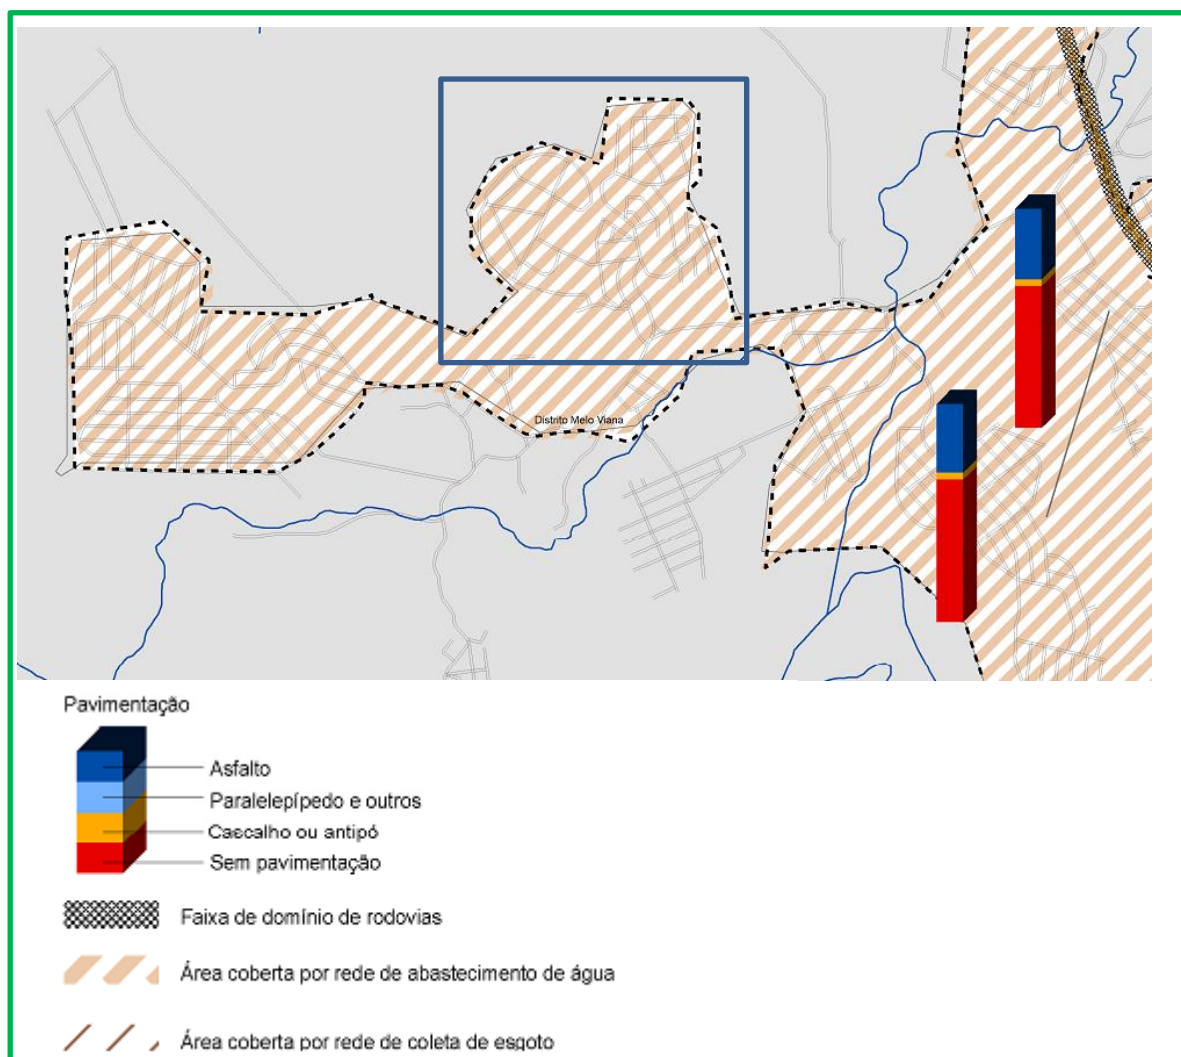 Distrito Melo Viana
Pavimentação
Asfalto
Paralelepípedo e outros
Cascalho ou antipó
Sem pavimentação
Faixa de domínio de rodovias
Área coberta por rede de abastecimento de água
Área coberta por rede de coleta de esgoto